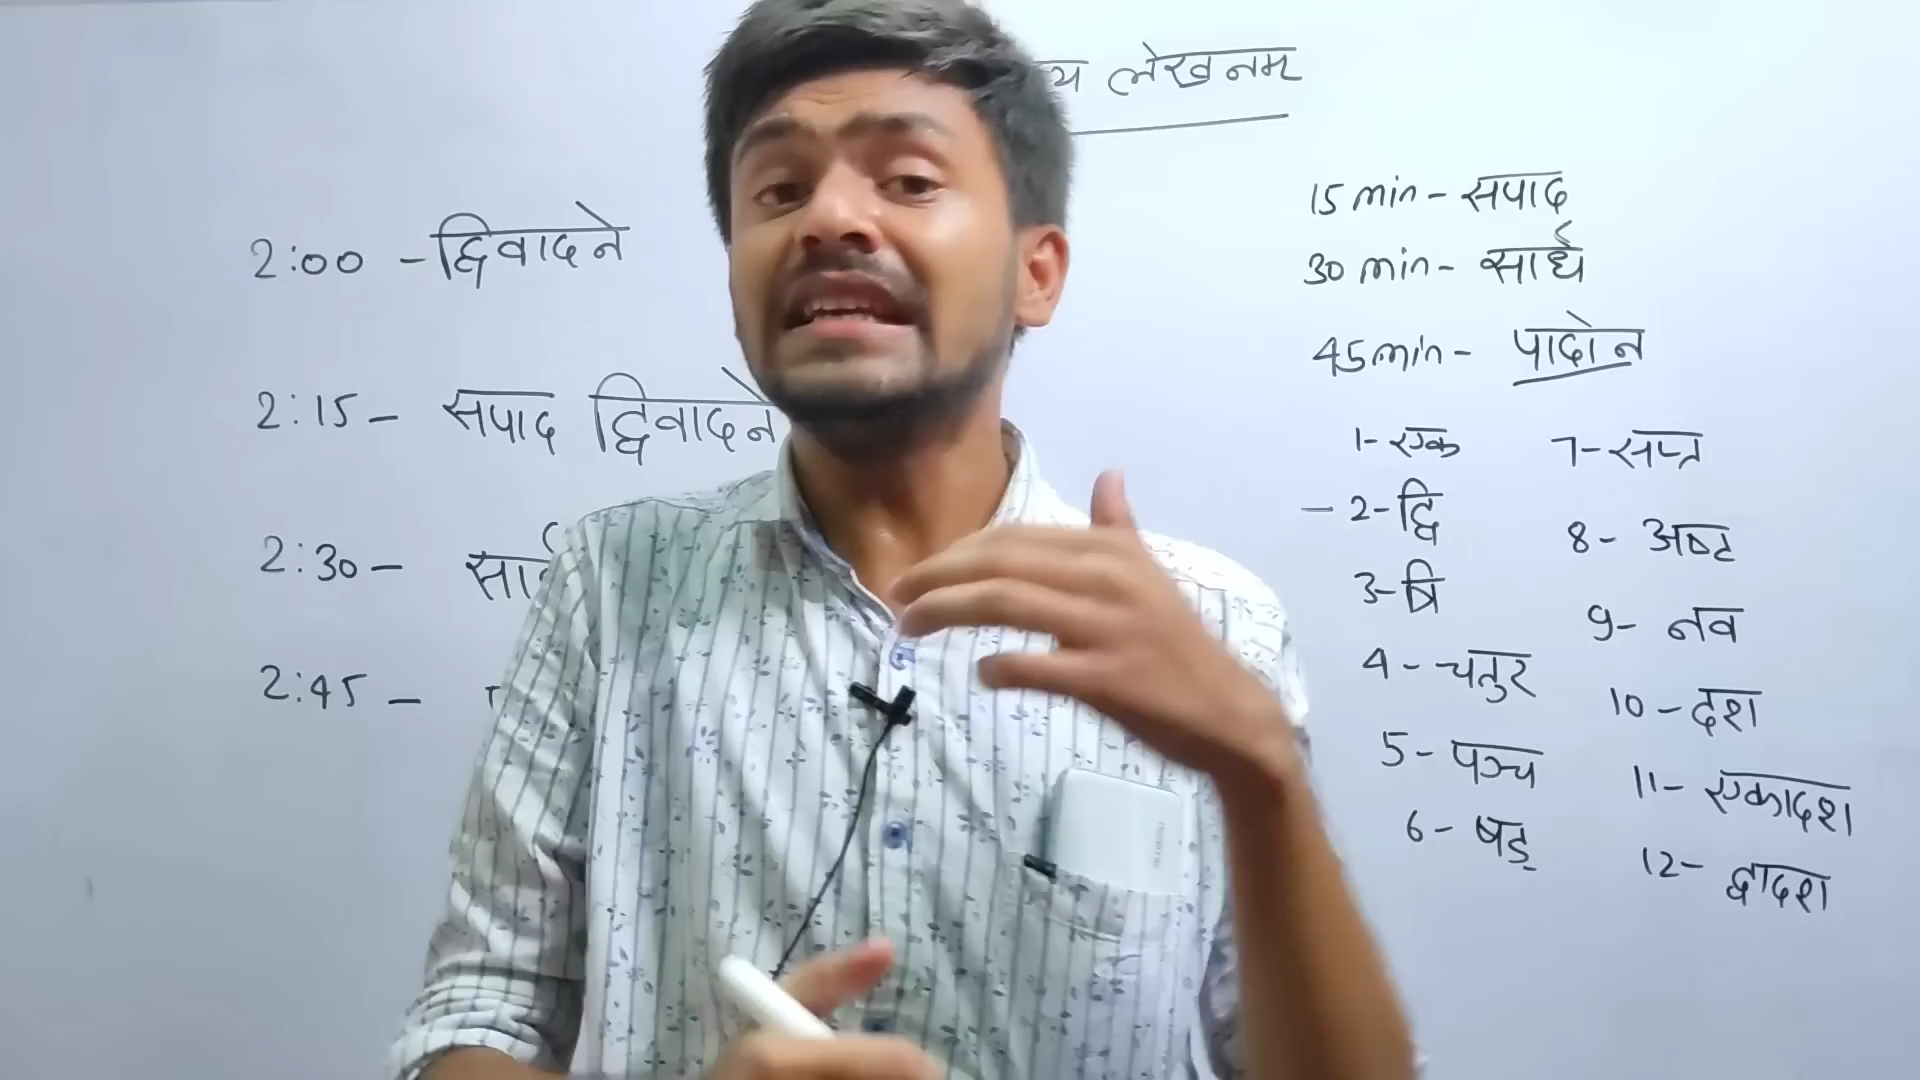 य लेखनम्
2:00 - द्विवादने
2:15 - सपाद द्विवादने
2:30 -
2:45 -
15 min - सपाद
30 min - सार्ध
45 min - पादोन
1- एक
- 2- द्वि
3- त्रि
4 - चतुर
5 - पञ्च
6 - षड्
7- सप्त
8 - अष्ट
9- नव
10 - दश
11- एकादश
12- द्वादश